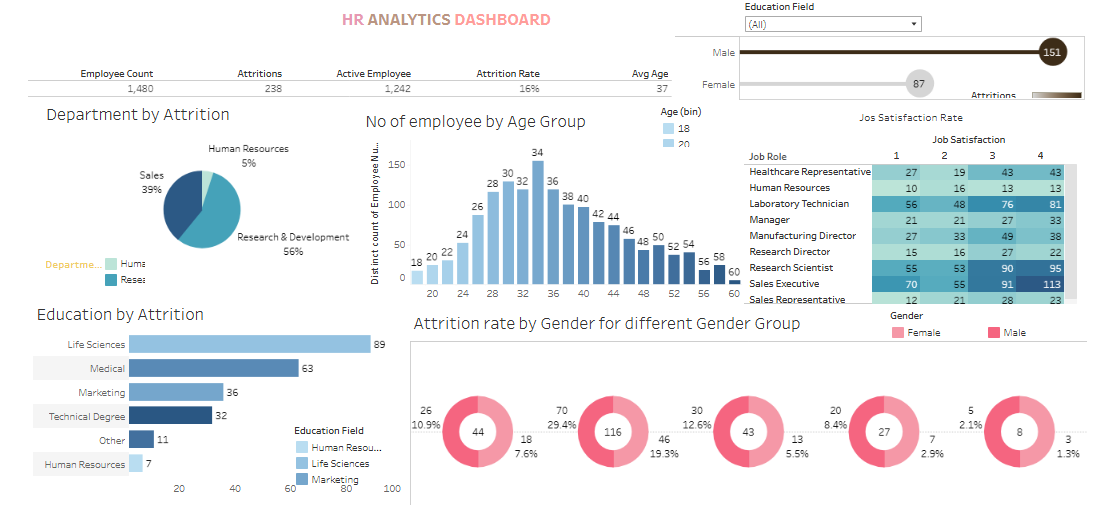 HR ANALYTICS DASHBOARD
Education Field
(All)
Male 151
Female 87
Attritions
Employee Count Attritions Active Employee Attrition Rate Avg Age
1,480 238 1,242 16% 37
Department by Attrition
Human Resources
5%
Sales
39%
Research & Development
56%
Departme...
Huma
Resea
No of employee by Age Group
Age (bin)
18
20
Distinct count of Employee Nu...
150
100
50
0
18 20 22 24 26 28 30 32 34 36 38 40 42 44 46 48 50 52 54 56 58 60
20 24 28 32 36 40 44 48 52 56 60
Jos Satisfaction Rate
Job Satisfaction
Job Role 1 2 3 4
Healthcare Representative 27 19 43 43
Human Resources 10 16 13 13
Laboratory Technician 56 48 76 81
Manager 21 21 27 33
Manufacturing Director 27 33 49 38
Research Director 15 16 27 22
Research Scientist 55 53 90 95
Sales Executive 70 55 91 113
Sales Representative 12 21 28 23
Education by Attrition
Life Sciences 89
Medical 63
Marketing 36
Technical Degree 32
Other 11
Human Resources 7
20 40 60 80 100
Education Field
Human Resou...
Life Sciences
Marketing
Attrition rate by Gender for different Gender Group
Gender
Female Male
26
10.9%
44
18
7.6%
70
29.4%
116
46
19.3%
30
12.6%
43
13
5.5%
20
8.4%
27
7
2.9%
5
2.1%
8
3
1.3%